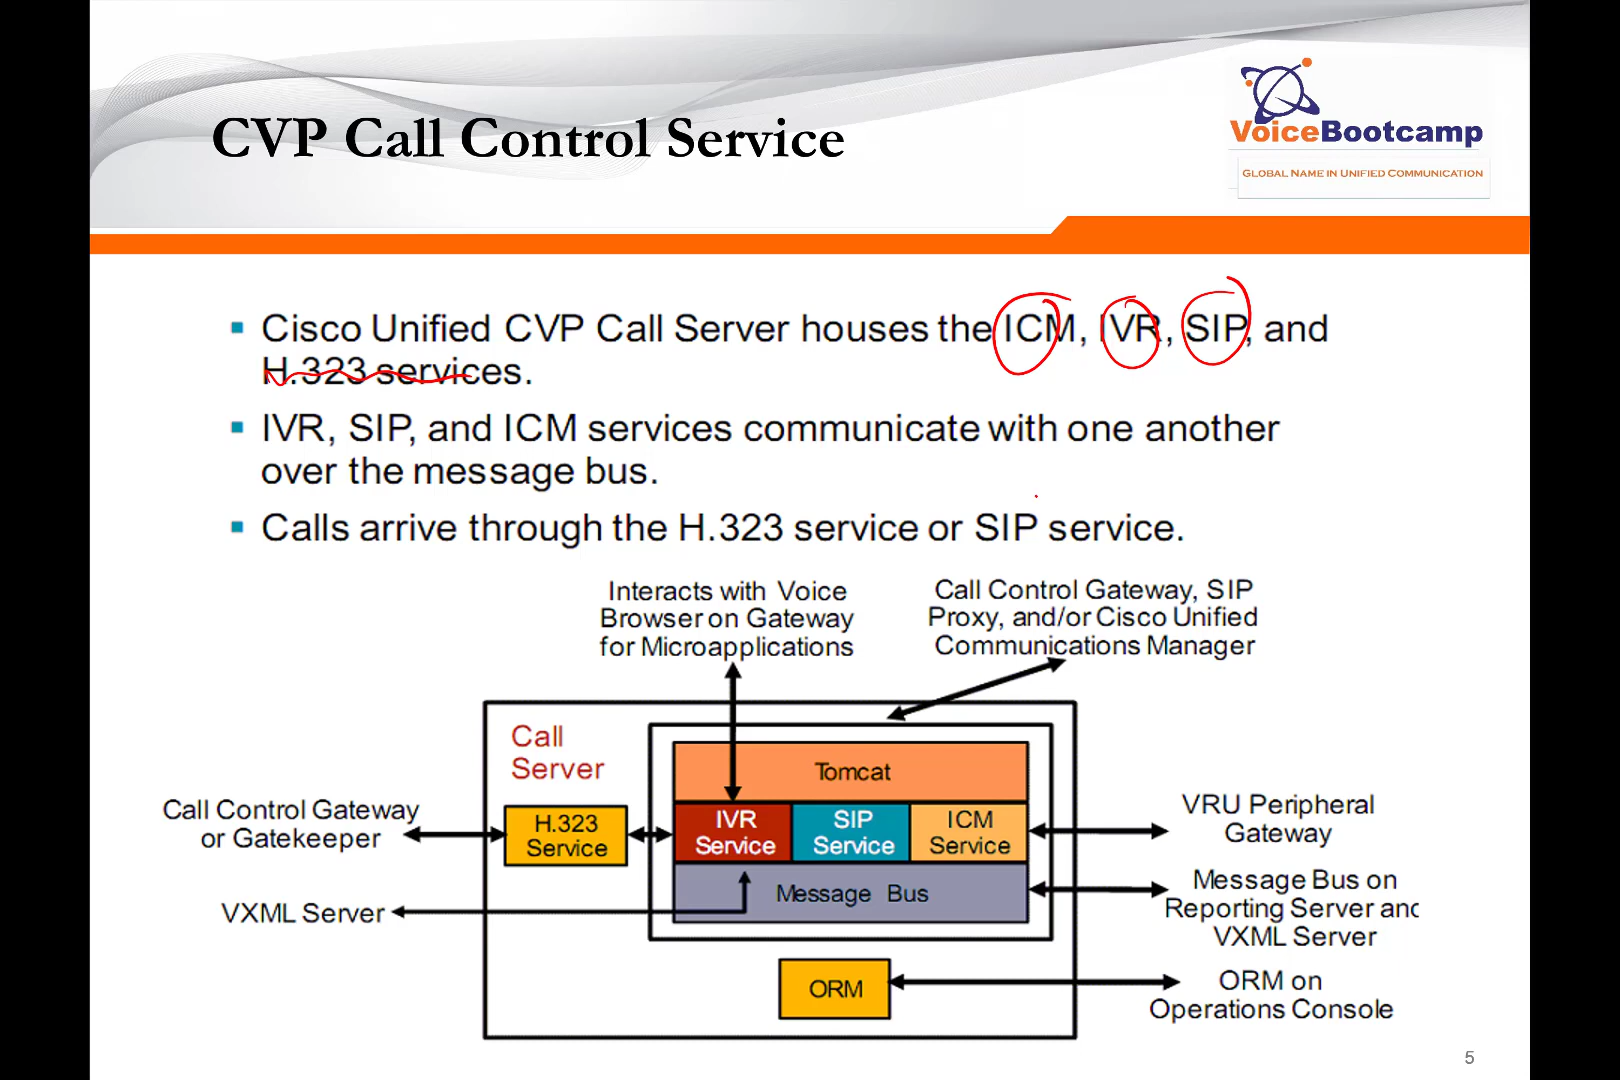 CVP Call Control Service
VoiceBootcamp
GLOBAL NAME IN UNIFIED COMMUNICATION
Cisco Unified CVP Call Server houses the ICM, IVR, SIP, and
H.323 services.
IVR, SIP, and ICM services communicate with one another
over the message bus.
Calls arrive through the H.323 service or SIP service.
Interacts with Voice
Browser on Gateway
for Microapplications
Call Control Gateway, SIP
Proxy, and/or Cisco Unified
Communications Manager
Call
Server
Tomcat
Call Control Gateway
or Gatekeeper
H.323
Service
IVR
Service
SIP
Service
ICM
Service
VRU Peripheral
Gateway
VXML Server
Message Bus
Message Bus on
Reporting Server and
VXML Server
ORM
ORM on
Operations Console
5